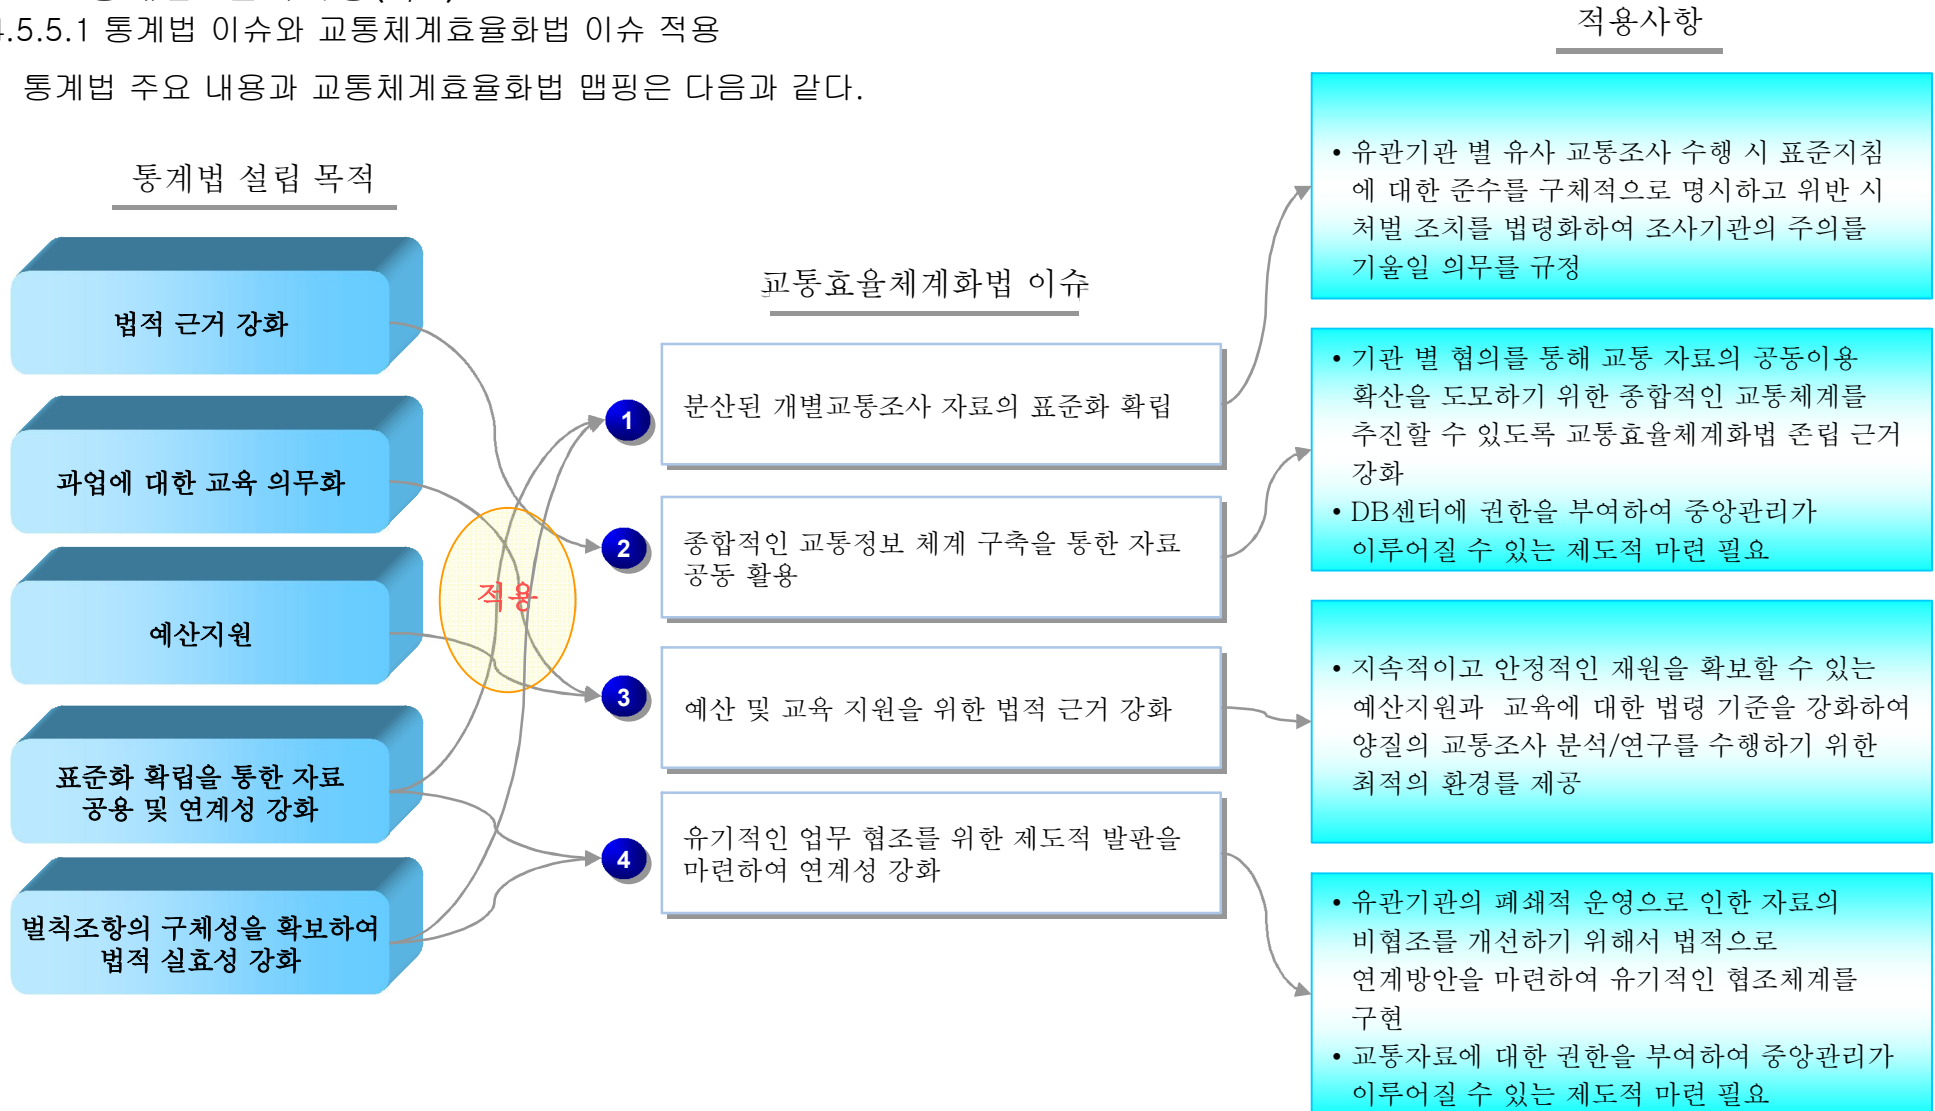 4.5.5.1 통계법 이슈와 교통체계효율화법 이슈 적용
통계법 주요 내용과 교통체계효율화법 맵핑은 다음과 같다.
통계법 설립 목적
법적 근거 강화
과업에 대한 교육 의무화
예산지원
표준화 확립을 통한 자료
공용 및 연계성 강화
벌칙조항의 구체성을 확보하여
법적 실효성 강화
적용
교통효율체계화법 이슈
1
분산된 개별교통조사 자료의 표준화 확립
2
종합적인 교통정보 체계 구축을 통한 자료
공동 활용
3
예산 및 교육 지원을 위한 법적 근거 강화
4
유기적인 업무 협조를 위한 제도적 발판을
마련하여 연계성 강화
적용사항
• 유관기관 별 유사 교통조사 수행 시 표준지침
에 대한 준수를 구체적으로 명시하고 위반 시
처벌 조치를 법령화하여 조사기관의 주의를
기울일 의무를 규정
• 기관 별 협의를 통해 교통 자료의 공동이용
확산을 도모하기 위한 종합적인 교통체계를
추진할 수 있도록 교통효율체계화법 존립 근거
강화
• DB센터에 권한을 부여하여 중앙관리가
이루어질 수 있는 제도적 마련 필요
• 지속적이고 안정적인 재원을 확보할 수 있는
예산지원과 교육에 대한 법령 기준을 강화하여
양질의 교통조사 분석/연구를 수행하기 위한
최적의 환경를 제공
• 유관기관의 폐쇄적 운영으로 인한 자료의
비협조를 개선하기 위해서 법적으로
연계방안을 마련하여 유기적인 협조체계를
구현
• 교통자료에 대한 권한을 부여하여 중앙관리가
이루어질 수 있는 제도적 마련 필요